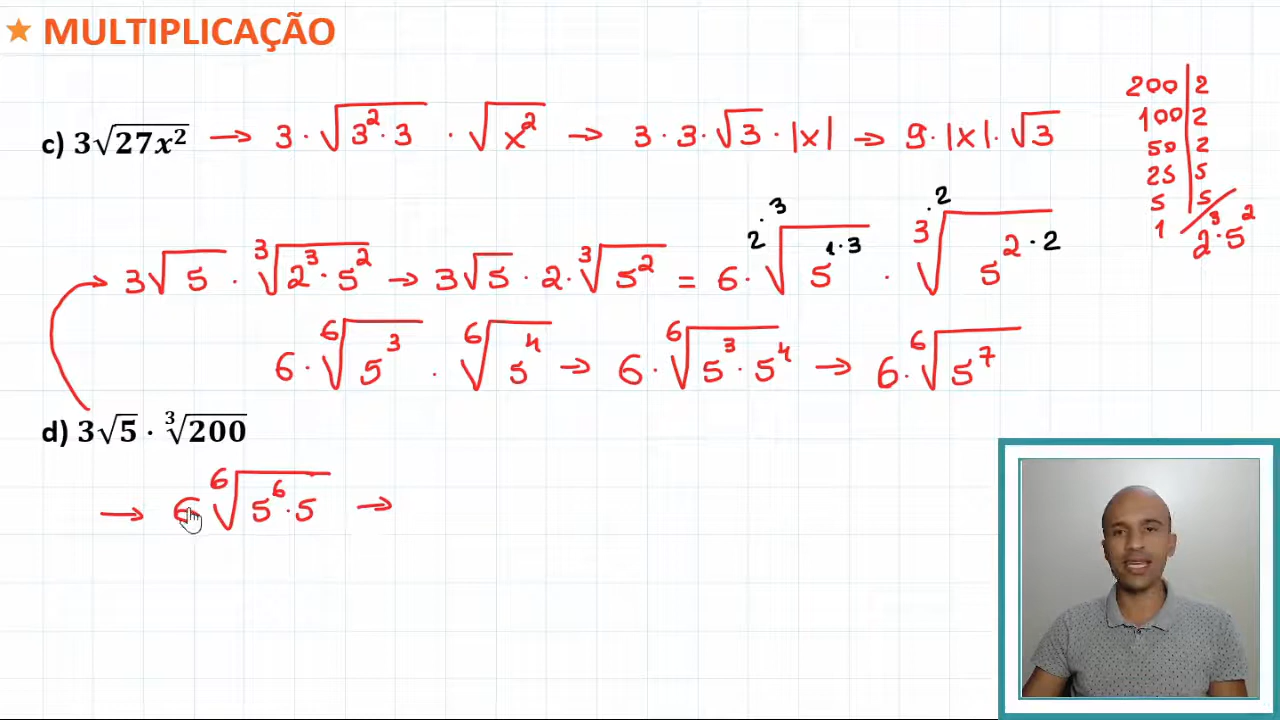 MULTIPLICAÇÃO
c) 3√27x² → 3 · √3²·3 · √x² → 3 · 3 · √3 · |x| → 9 · |x| · √3
200 | 2
100 | 2
50 | 2
25 | 5
5 | 5
1 | 2³·5²
→ 3√5 · ³√2³·5² → 3√5 · 2 · ³√5² = 6 · ²·³√5¹·³ · ³·²√5²·²
6 · ⁶√5³ · ⁶√5⁴ → 6 · ⁶√5³·5⁴ → 6 · ⁶√5⁷
d) 3√5 · ³√200
→ 6 ⁶√5⁶·5 →